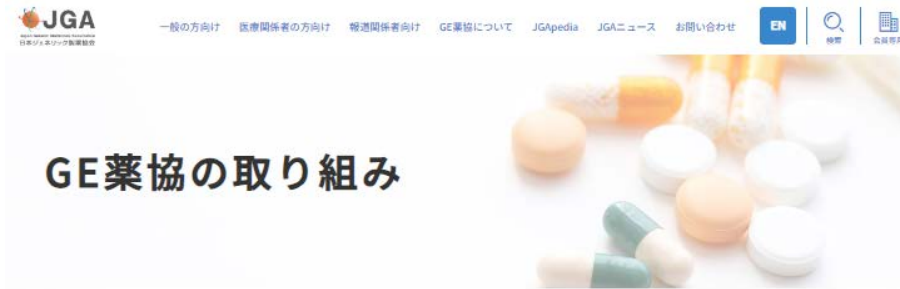 JGA
日本ジェネリック製薬協会
一般の方向け
医療関係者の方向け
報道関係者向け
GE薬協について
JGApedia
JGAニュース
お問い合わせ
EN
検索
GE薬協の取り組み